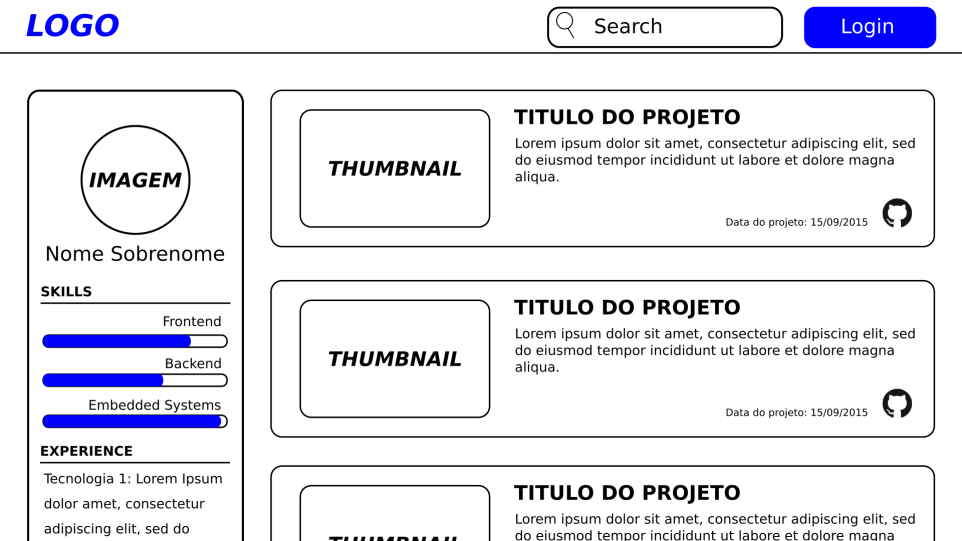 LOGO
Search
Login
IMAGEM
Nome Sobrenome
SKILLS
Frontend
Backend
Embedded Systems
EXPERIENCE
Tecnologia 1: Lorem Ipsum
dolor amet, consectetur
adipiscing elit, sed do
THUMBNAIL
TITULO DO PROJETO
Lorem ipsum dolor sit amet, consectetur adipiscing elit, sed
do eiusmod tempor incididunt ut labore et dolore magna
aliqua.
Data do projeto: 15/09/2015
THUMBNAIL
TITULO DO PROJETO
Lorem ipsum dolor sit amet, consectetur adipiscing elit, sed
do eiusmod tempor incididunt ut labore et dolore magna
aliqua.
Data do projeto: 15/09/2015
THUMBNAIL
TITULO DO PROJETO
Lorem ipsum dolor sit amet, consectetur adipiscing elit, sed
do eiusmod tempor incididunt ut labore et dolore magna